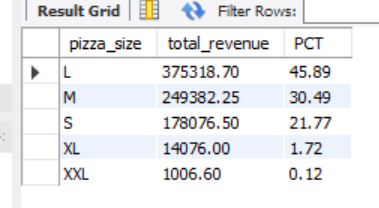 Result Grid Filter Rows:
pizza_size total_revenue PCT
L 375318.70 45.89
M 249382.25 30.49
S 178076.50 21.77
XL 14076.00 1.72
XXL 1006.60 0.12